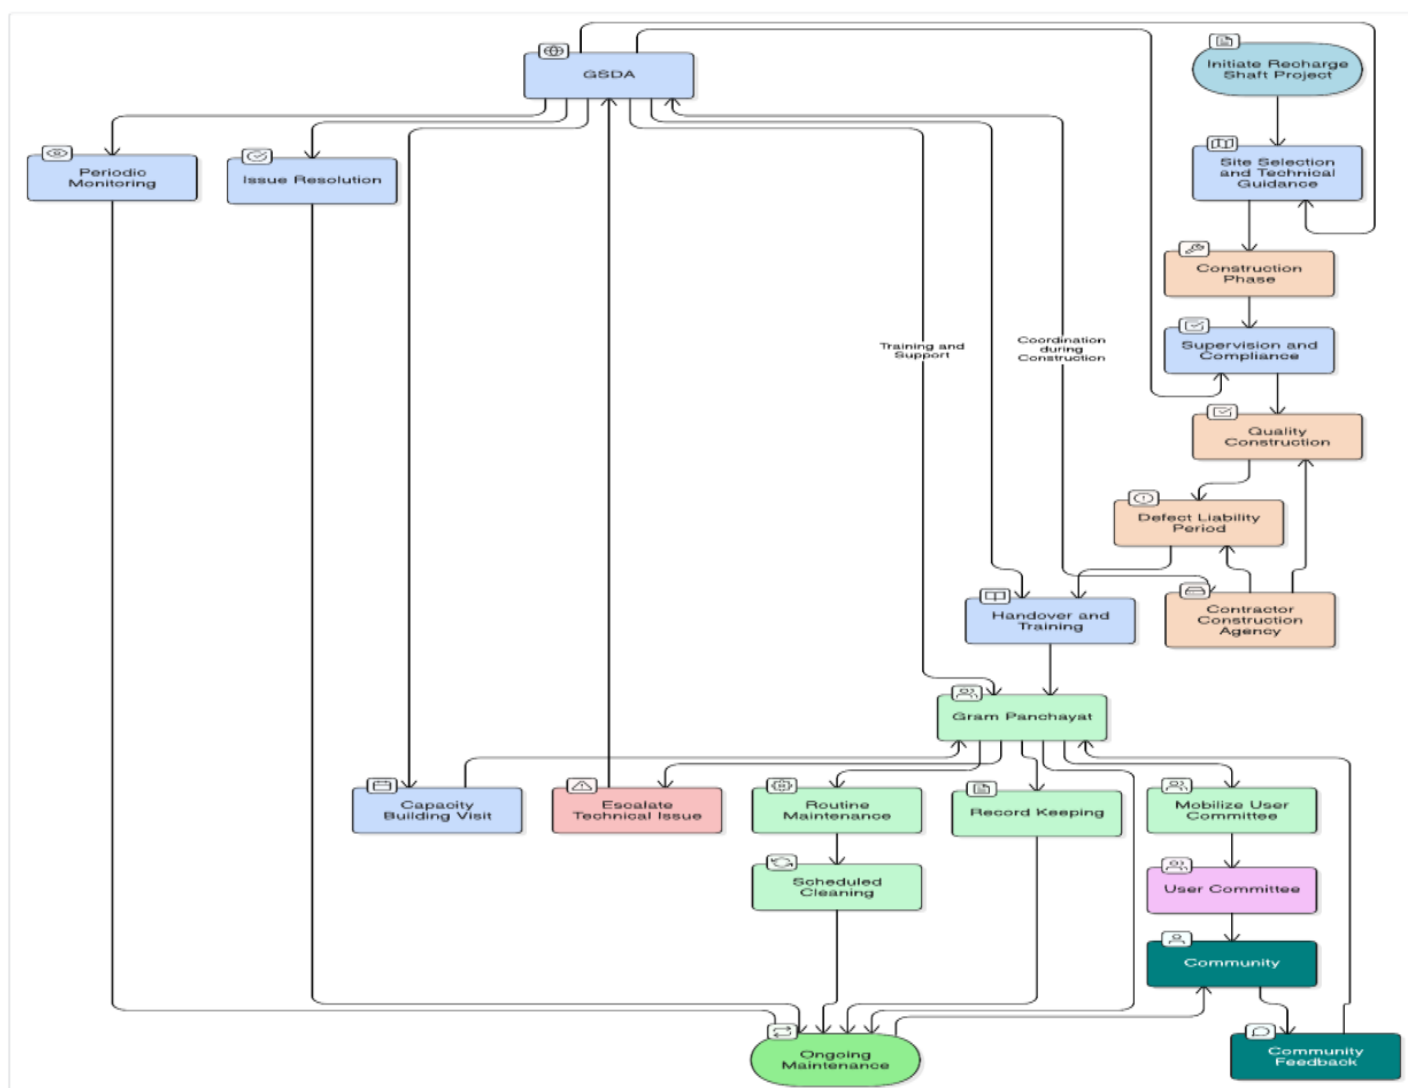 GSDA
Initiate Recharge
Shaft Project
Periodic
Monitoring
Issue Resolution
Site Selection
and Technical
Guidance
Construction
Phase
Training and
Support
Coordination
during
Construction
Supervision and
Compliance
Quality
Construction
Defect Liability
Period
Handover and
Training
Contractor
Construction
Agency
Gram Panchayat
Capacity
Building Visit
Escalate
Technical Issue
Routine
Maintenance
Record Keeping
Mobilize User
Committee
Scheduled
Cleaning
User Committee
Community
Ongoing
Maintenance
Community
Feedback